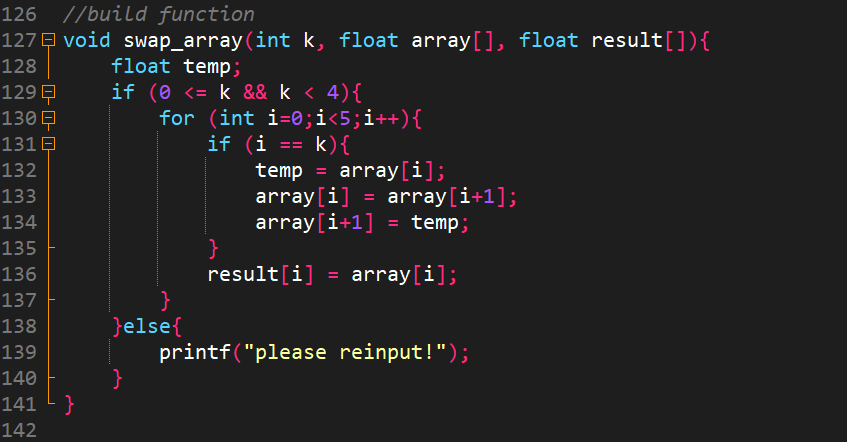 126 //build function
127 void swap_array(int k, float array[], float result[]){
128     float temp;
129     if (0 <= k && k < 4){
130         for (int i=0;i<5;i++){
131             if (i == k){
132                 temp = array[i];
133                 array[i] = array[i+1];
134                 array[i+1] = temp;
135             }
136             result[i] = array[i];
137         }
138     }else{
139         printf("please reinput!");
140     }
141 }
142